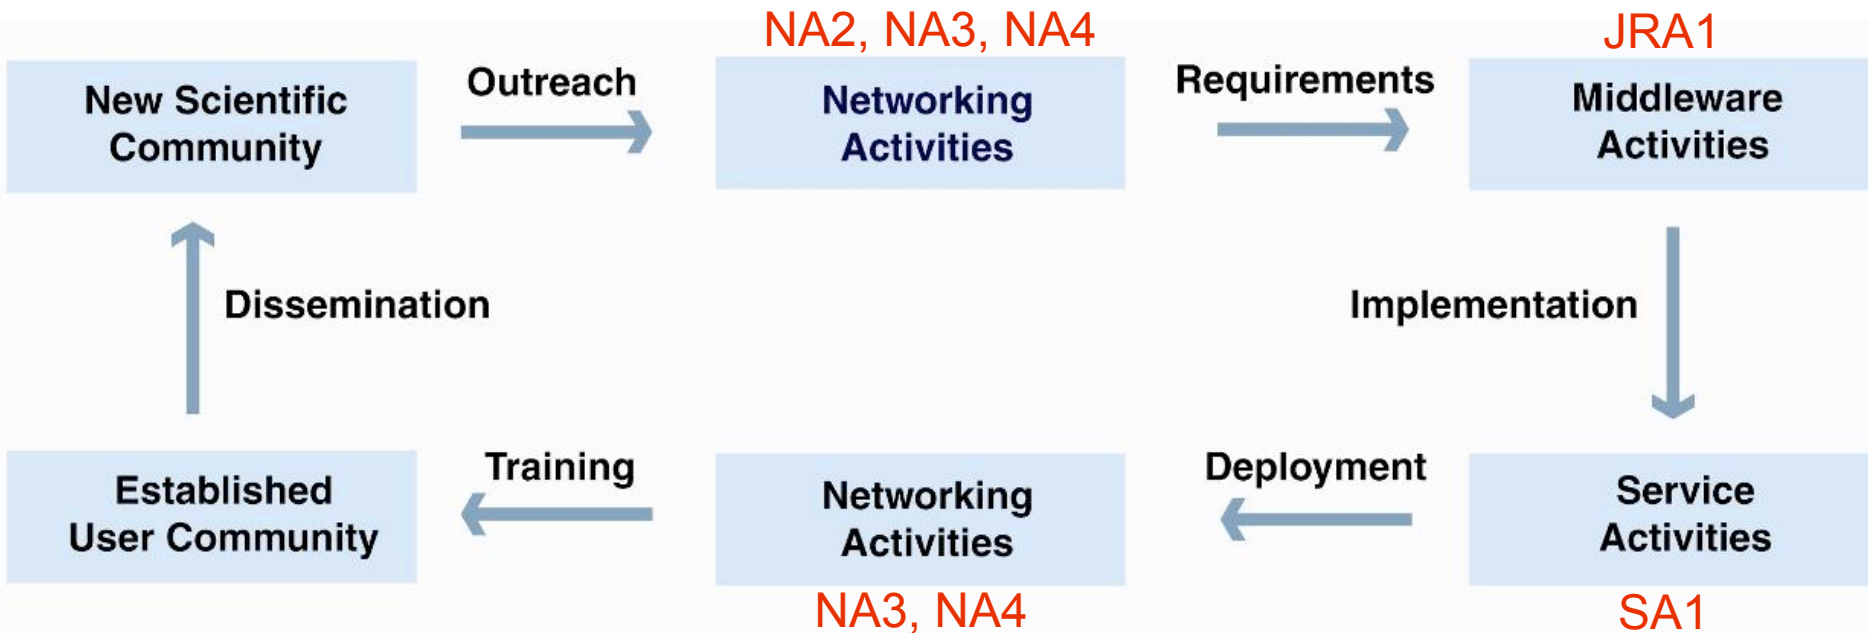 NA2, NA3, NA4
JRA1
New Scientific
Community
Outreach
Networking
Activities
Requirements
Middleware
Activities
Dissemination
Implementation
Established
User Community
Training
Networking
Activities
Deployment
Service
Activities
NA3, NA4
SA1